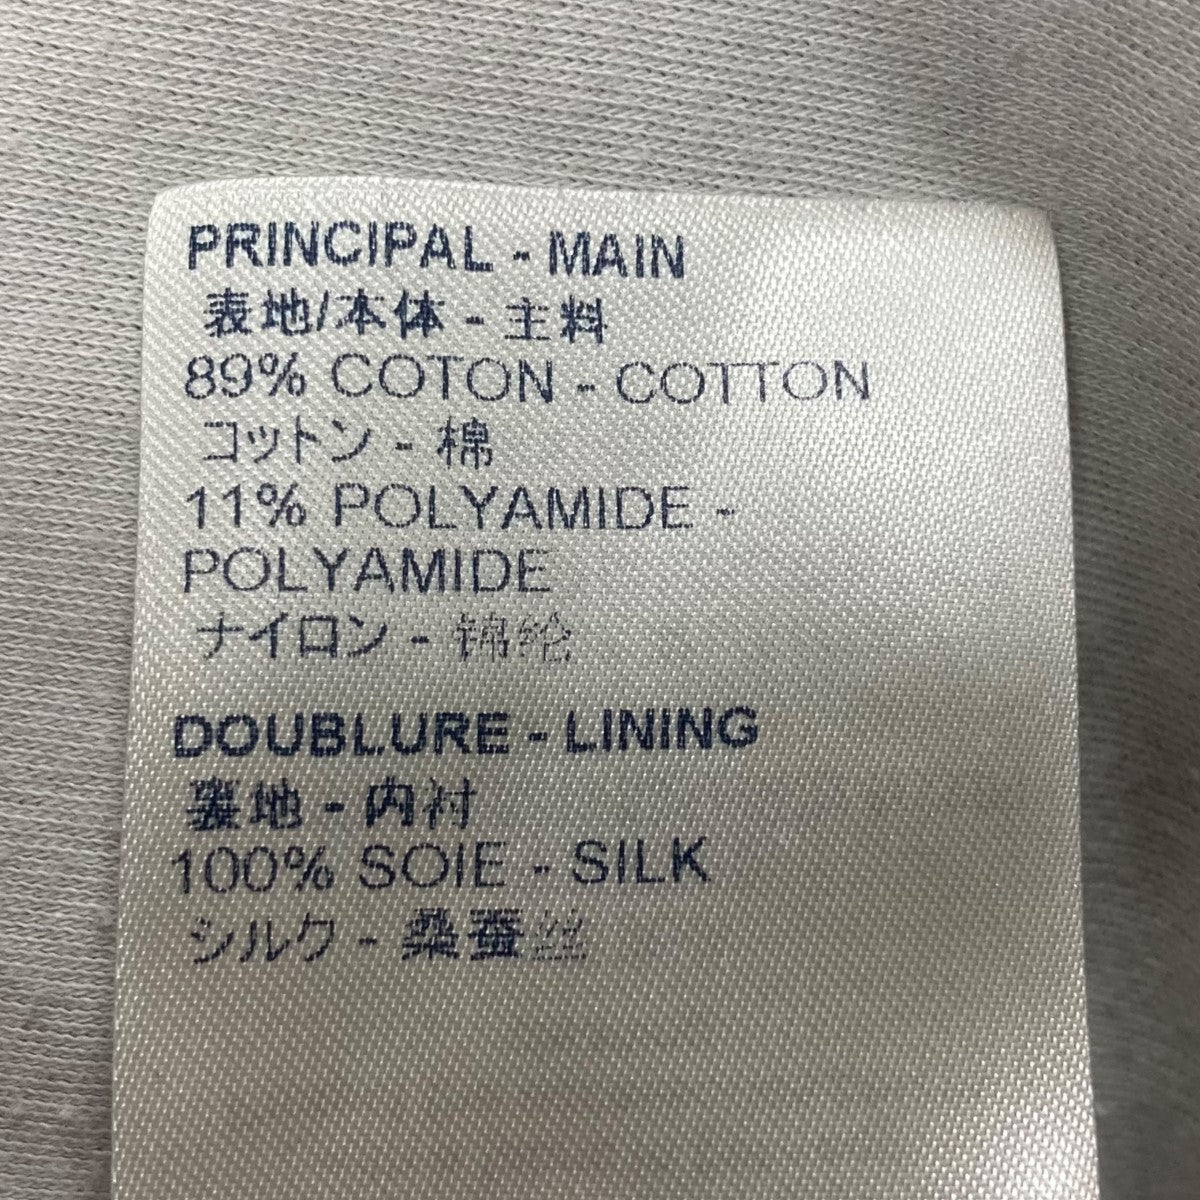 PRINCIPAL - MAIN
表地/本体 - 主料
89% COTON - COTTON
コットン - 棉
11% POLYAMIDE -
POLYAMIDE
ナイロン - 锦纶
DOUBLURE - LINING
裏地 - 内衬
100% SOIE - SILK
シルク - 桑蚕丝